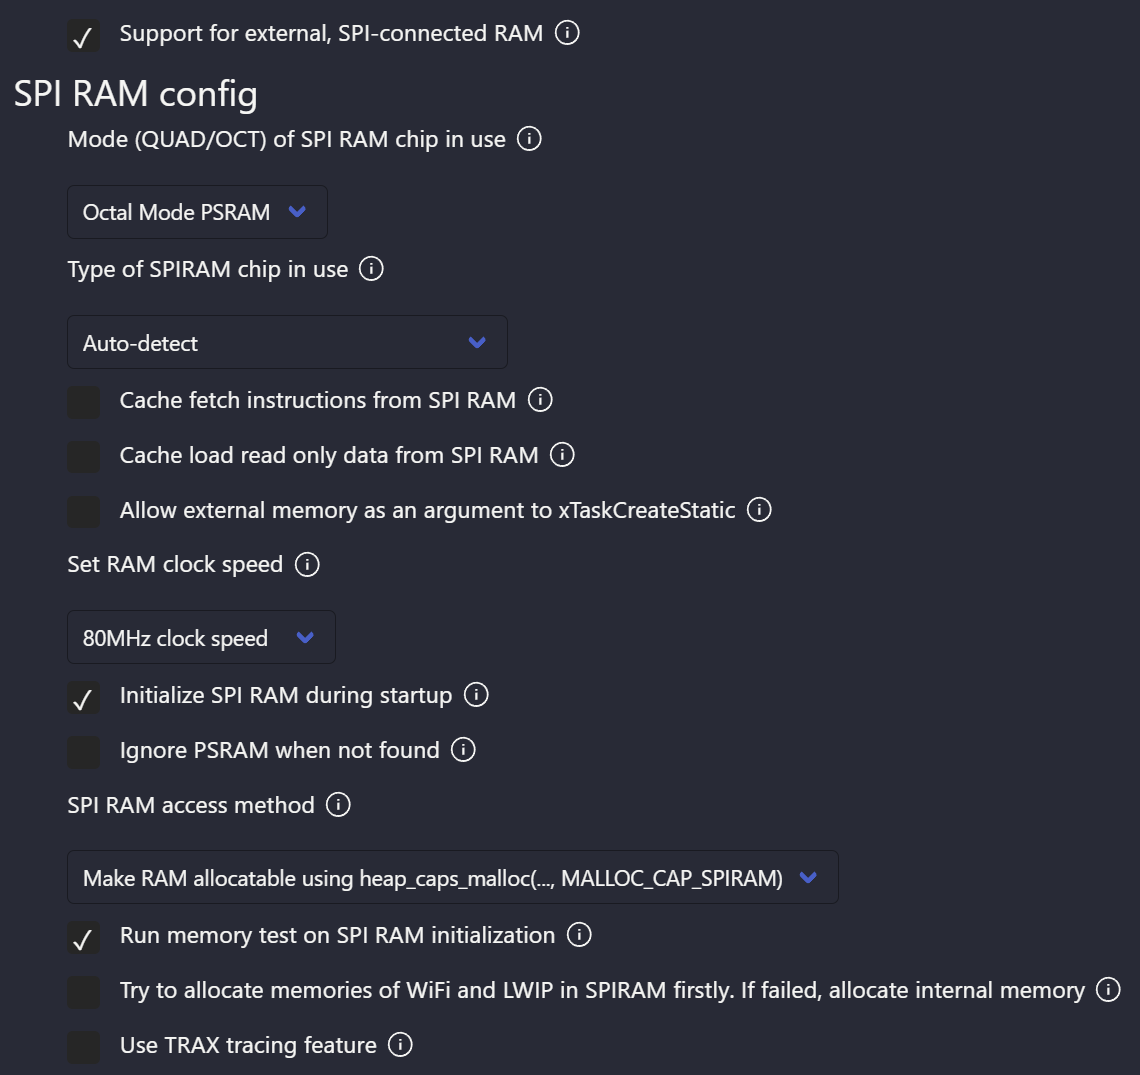 Support for external, SPI-connected RAM
SPI RAM config
Mode (QUAD/OCT) of SPI RAM chip in use
Octal Mode PSRAM
Type of SPIRAM chip in use
Auto-detect
Cache fetch instructions from SPI RAM
Cache load read only data from SPI RAM
Allow external memory as an argument to xTaskCreateStatic
Set RAM clock speed
80MHz clock speed
Initialize SPI RAM during startup
Ignore PSRAM when not found
SPI RAM access method
Make RAM allocatable using heap_caps_malloc(..., MALLOC_CAP_SPIRAM)
Run memory test on SPI RAM initialization
Try to allocate memories of WiFi and LWIP in SPIRAM firstly. If failed, allocate internal memory
Use TRAX tracing feature